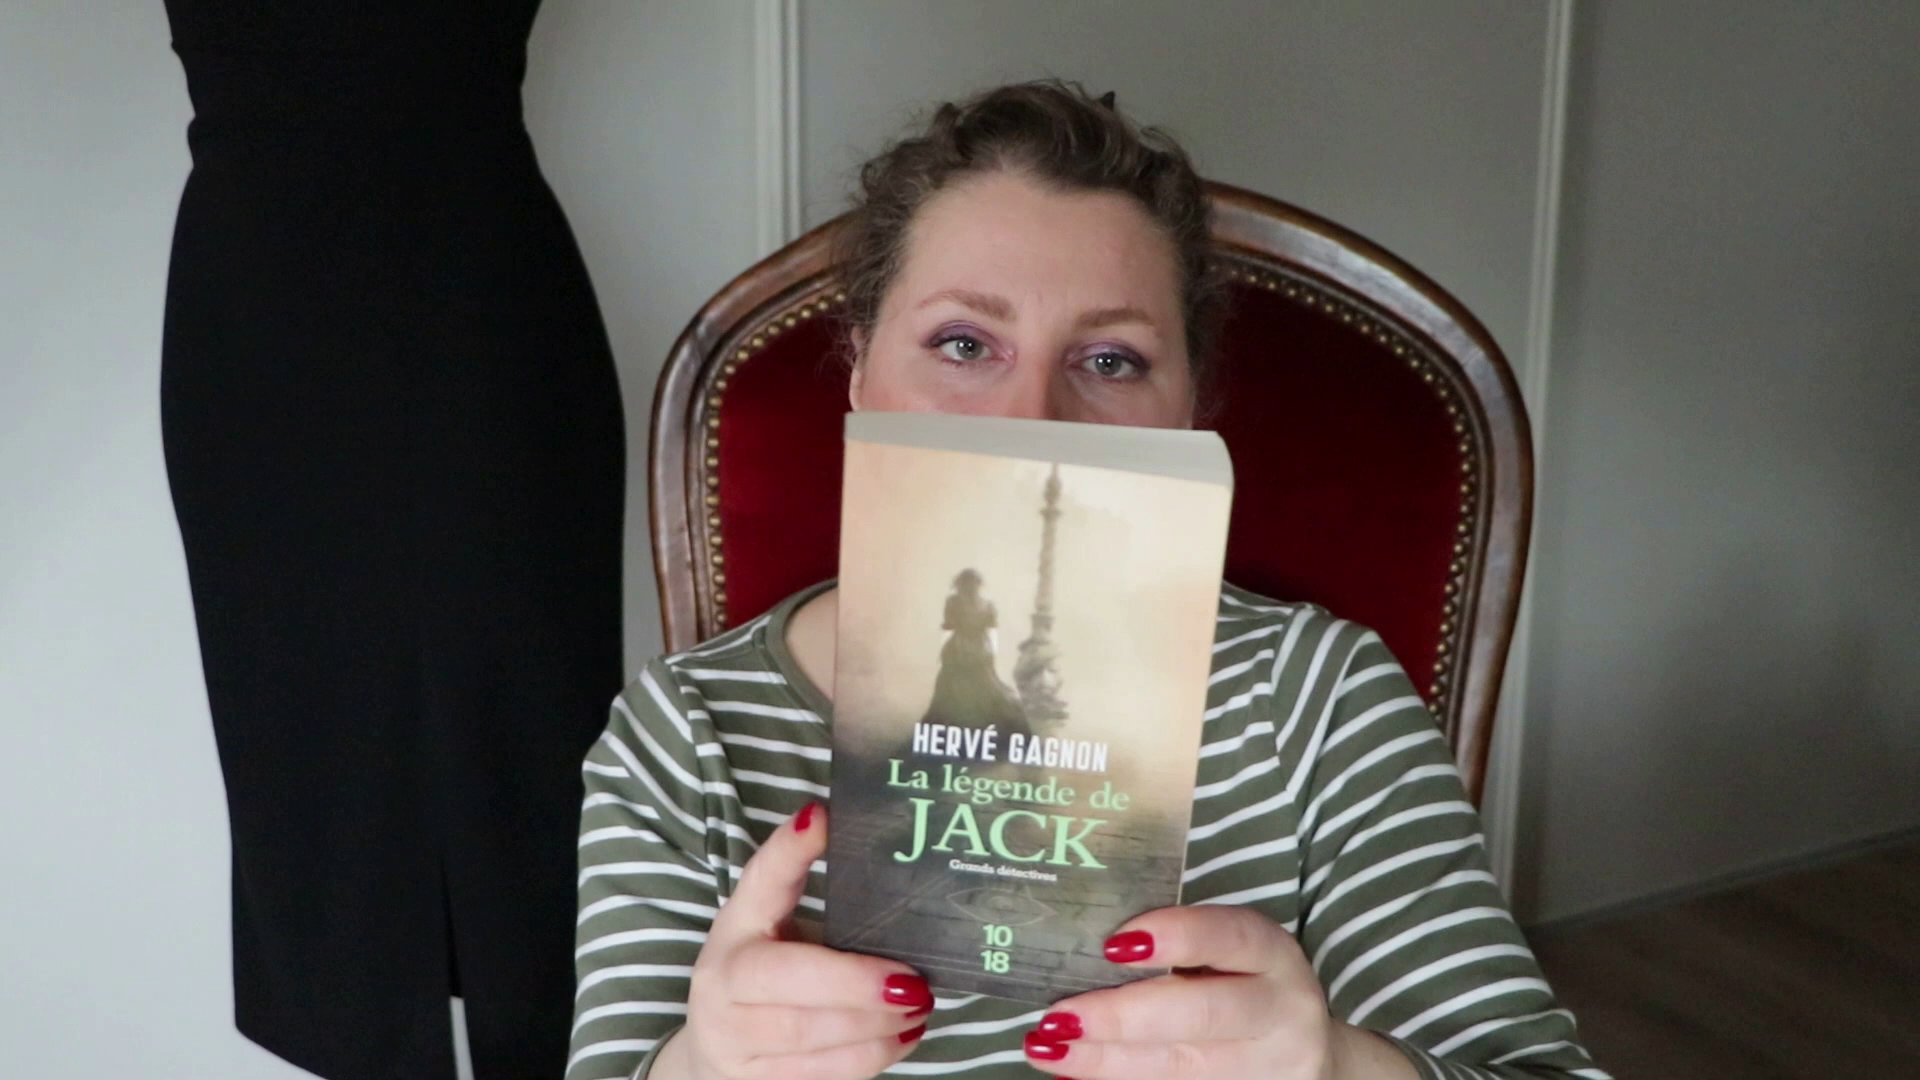 HERVÉ GAGNON
La légende de
JACK
Grands détectives
10
18